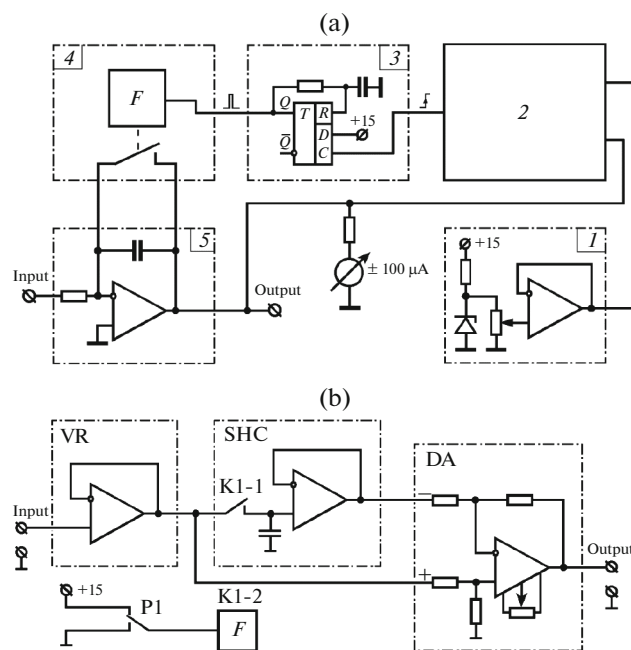 (a)
4
F
3
Q
T
R
D
C
Q̅
+15
2
5
Input
Output
± 100 μA
1
+15
(b)
VR
SHC
DA
K1-1
Input
–
+
Output
+15
P1
K1-2
F